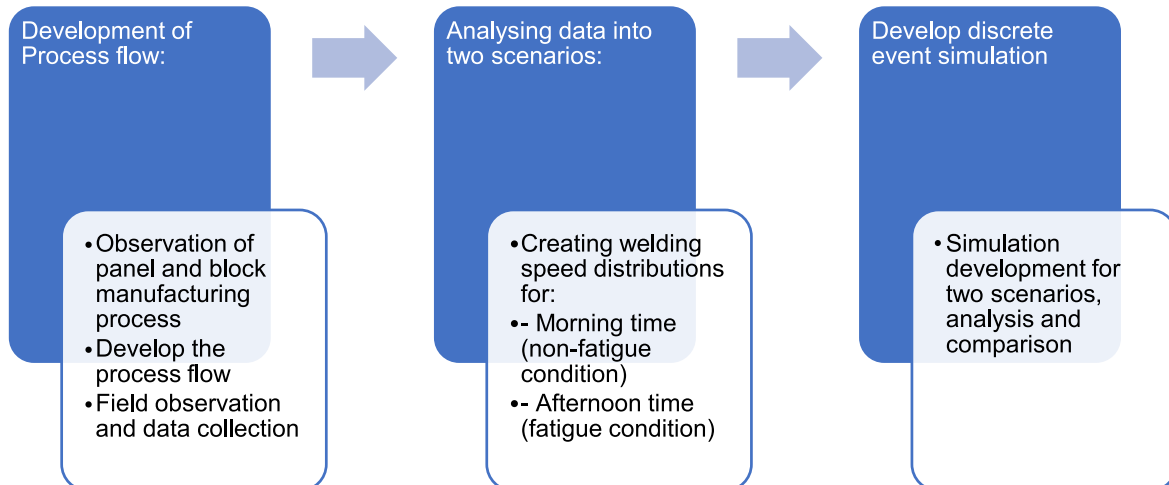 Development of
Process flow:
•Observation of
panel and block
manufacturing
process
•Develop the
process flow
•Field observation
and data collection
Analysing data into
two scenarios:
•Creating welding
speed distributions
for:
•- Morning time
(non-fatigue
condition)
•- Afternoon time
(fatigue condition)
Develop discrete
event simulation
• Simulation
development for
two scenarios,
analysis and
comparison